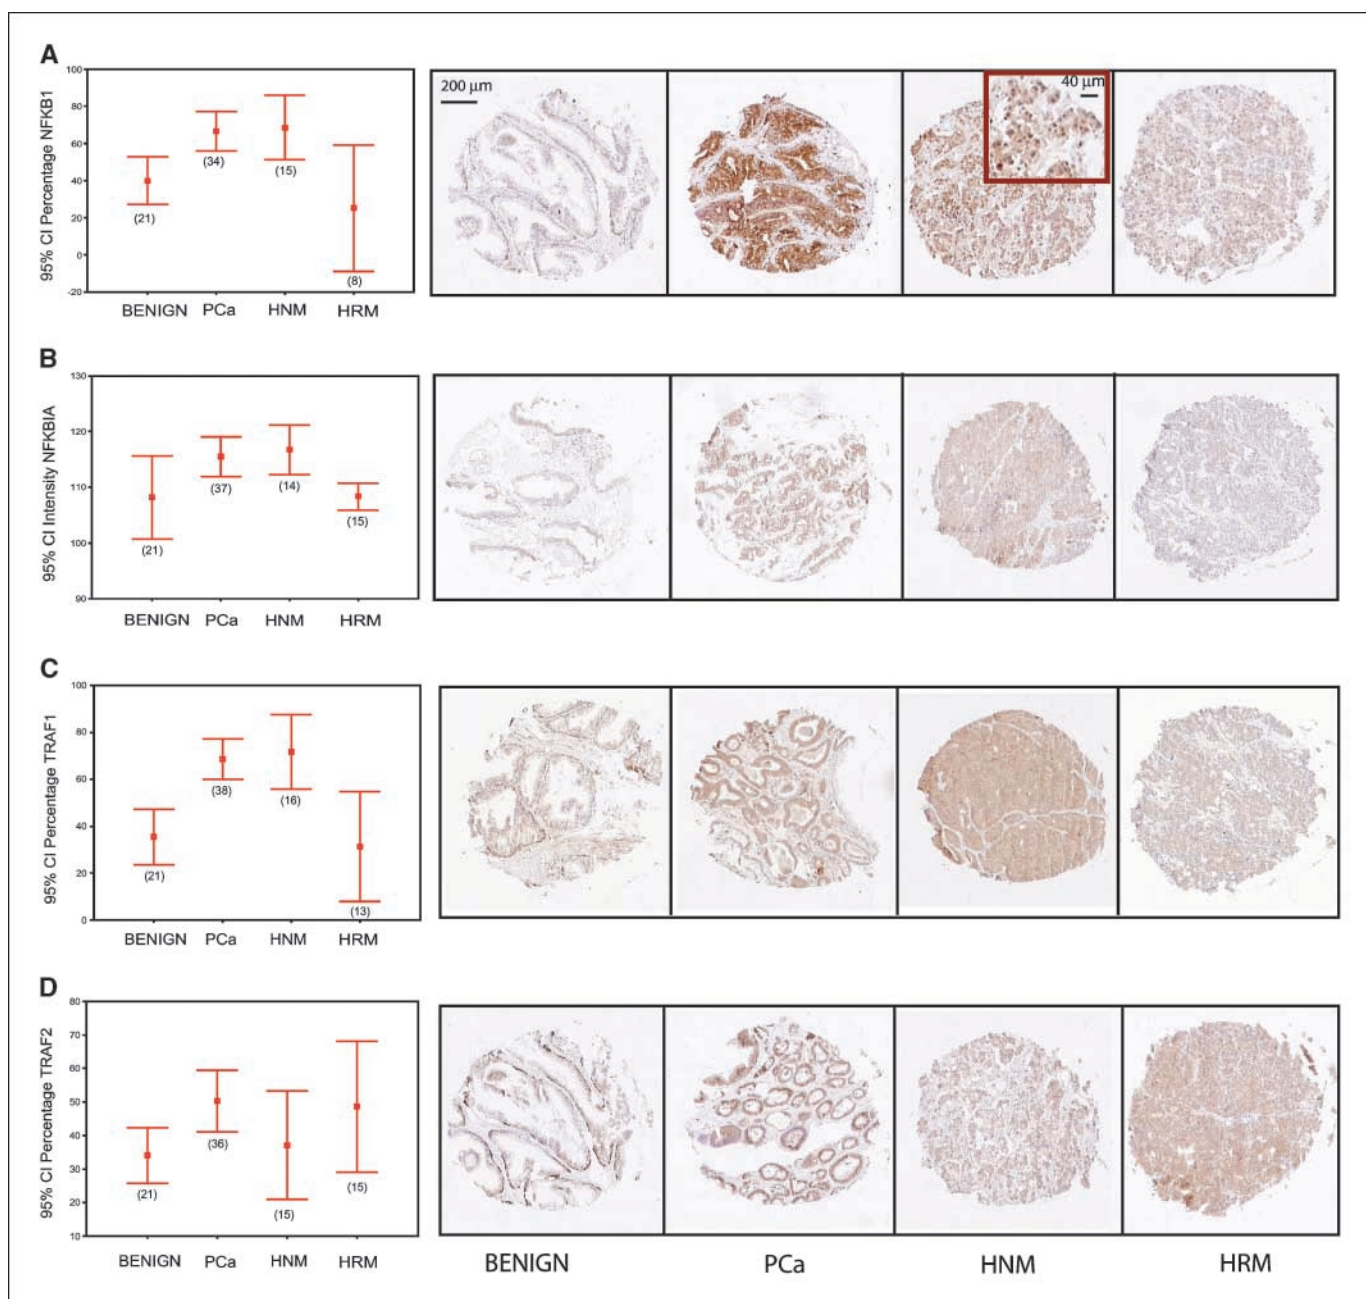 A
95% CI Percentage NFKB1
100
80
60
40
20
0
-20
(21)
(34)
(15)
(8)
BENIGN PCa HNM HRM
200 µm
40 µm
B
95% CI Intensity NFKBIA
130
120
110
100
90
(21)
(37)
(14)
(15)
BENIGN PCa HNM HRM
C
95% CI Percentage TRAF1
100
80
60
40
20
0
(21)
(38)
(16)
(13)
BENIGN PCa HNM HRM
D
95% CI Percentage TRAF2
80
70
60
50
40
30
20
10
(21)
(36)
(15)
(15)
BENIGN PCa HNM HRM
BENIGN PCa HNM HRM